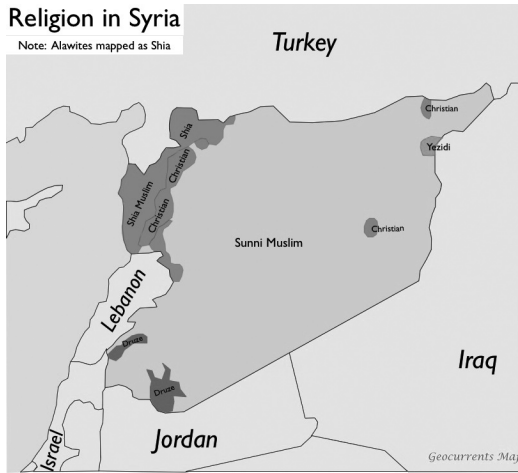 Religion in Syria
Note: Alawites mapped as Shia
Turkey
Christian
Shia
Yezidi
Christian
Shia Muslim
Christian
Christian
Sunni Muslim
Lebanon
Druze
Iraq
Druze
Israel
Jordan